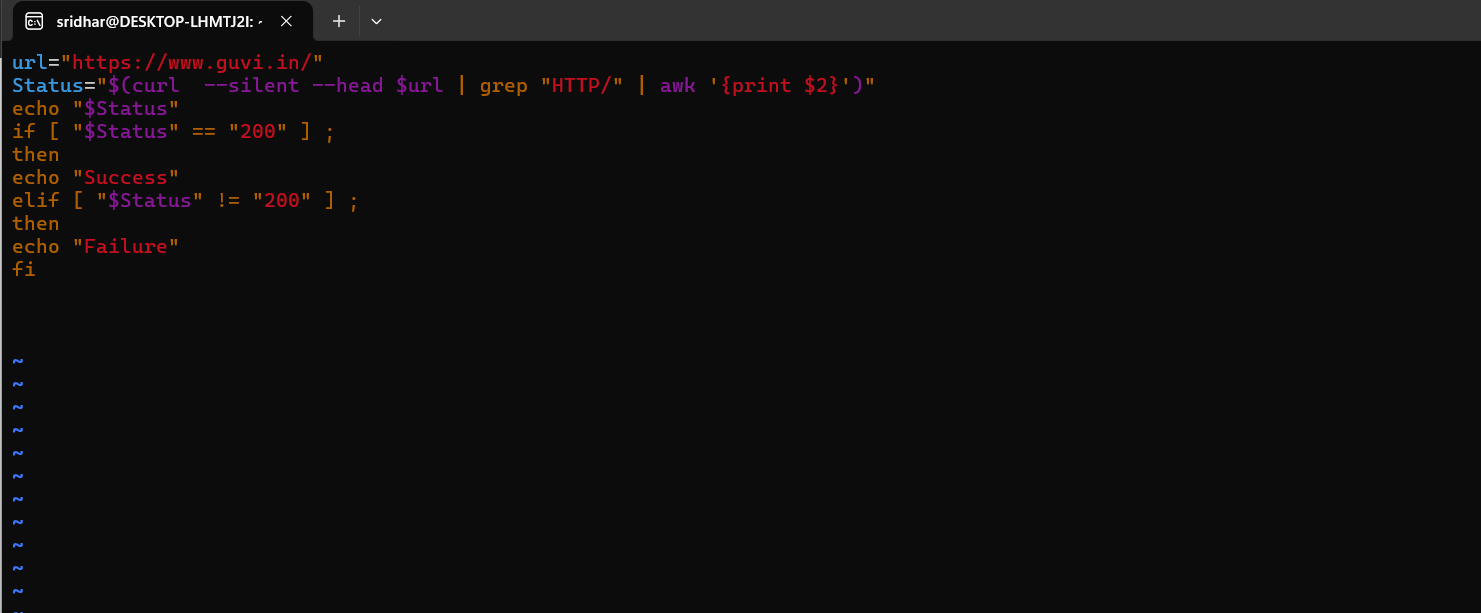 sridhar@DESKTOP-LHMTJ2I: -
url="https://www.guvi.in/"
Status="$(curl  --silent --head $url | grep "HTTP/" | awk '{print $2}')"
echo "$Status"
if [ "$Status" == "200" ] ;
then
echo "Success"
elif [ "$Status" != "200" ] ;
then
echo "Failure"
fi
~
~
~
~
~
~
~
~
~
~
~
~